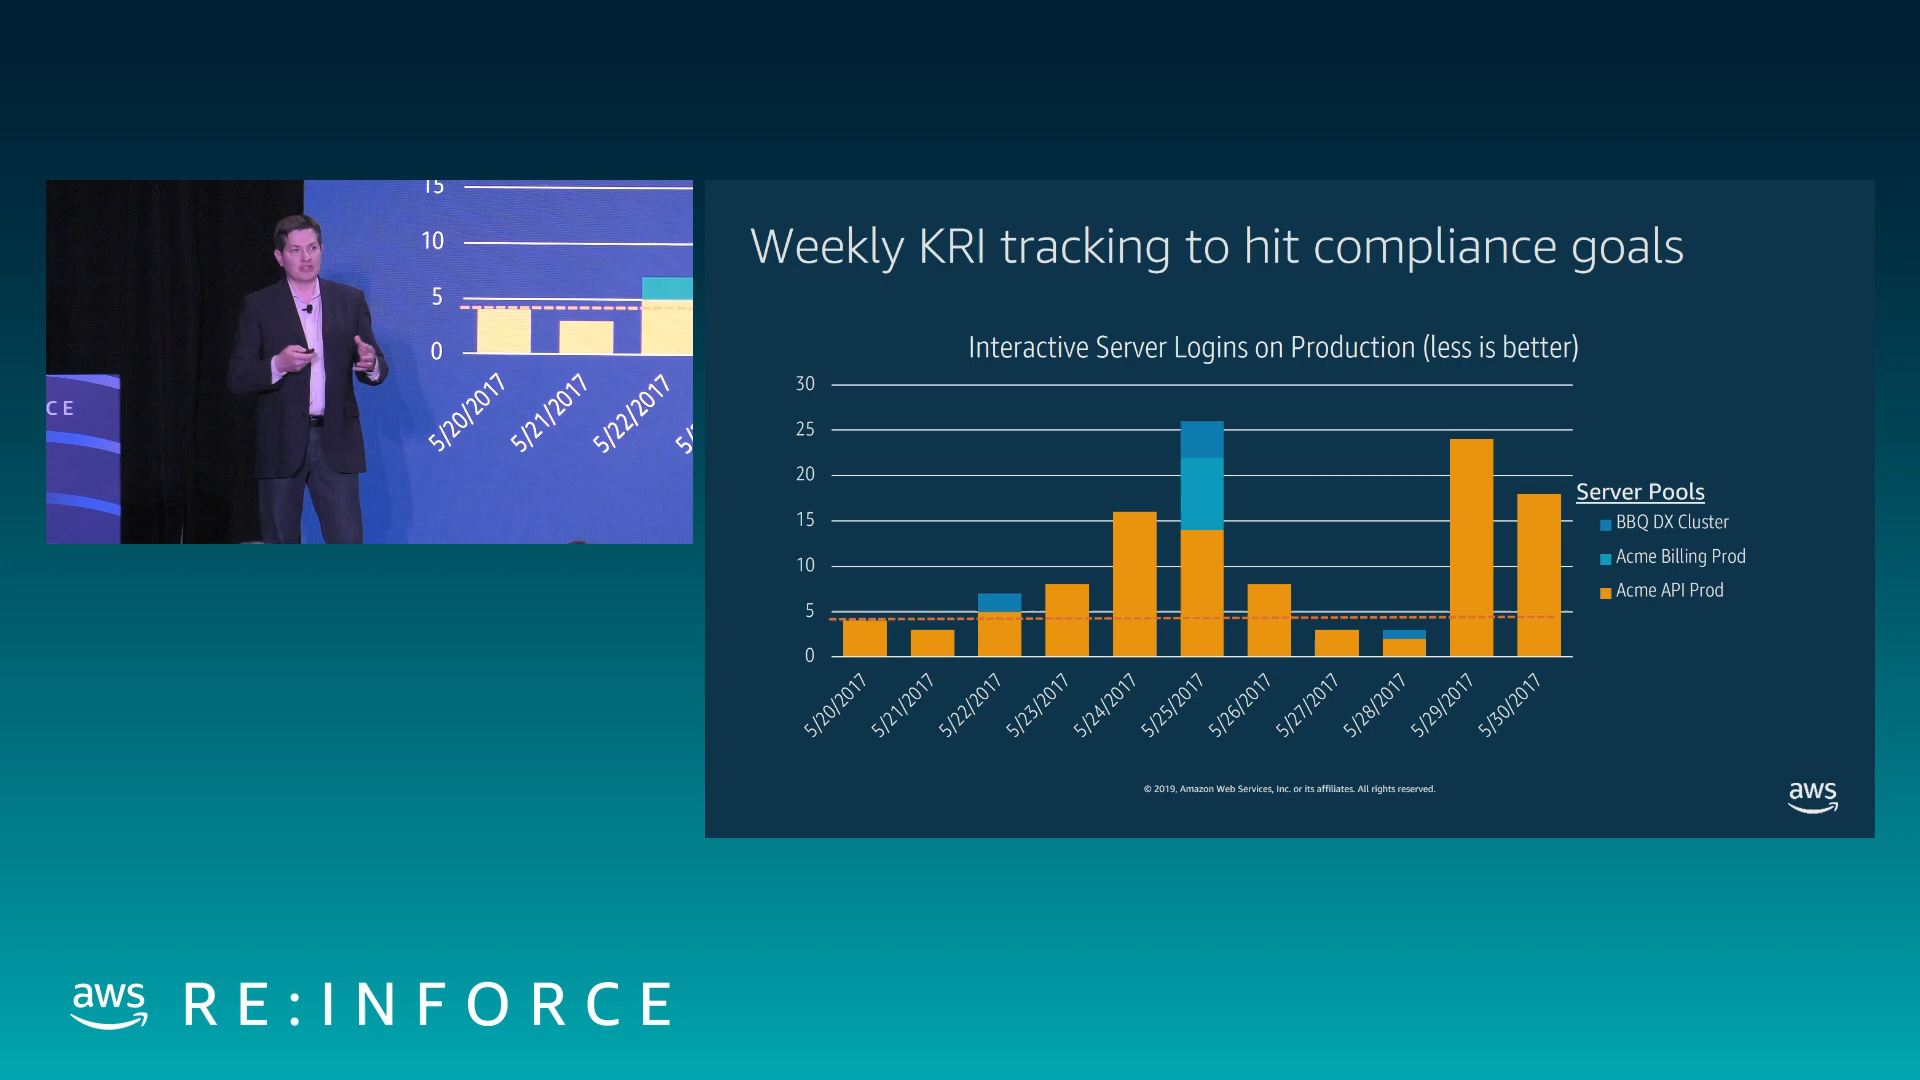 15
10
5
0
5/20/2017
5/21/2017
5/22/2017
5/
CE
Weekly KRI tracking to hit compliance goals
Interactive Server Logins on Production (less is better)
30
25
20
15
10
5
0
5/20/2017
5/21/2017
5/22/2017
5/23/2017
5/24/2017
5/25/2017
5/26/2017
5/27/2017
5/28/2017
5/29/2017
5/30/2017
Server Pools
BBQ DX Cluster
Acme Billing Prod
Acme API Prod
© 2019, Amazon Web Services, Inc. or its affiliates. All rights reserved.
aws
aws RE:INFORCE